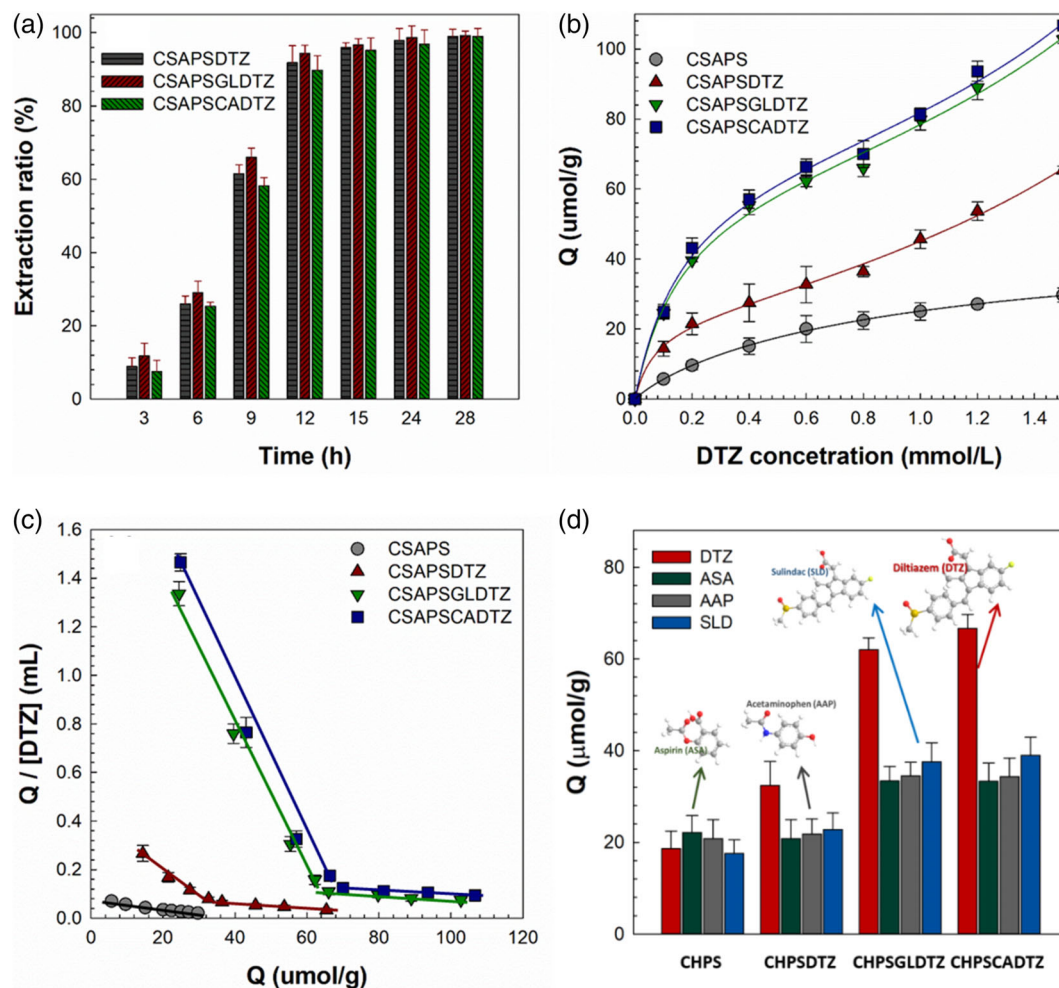 (a)
100
80
60
40
20
0
Extraction ratio (%)
CSAPSDTZ
CSAPSGLDTZ
CSAPSCADTZ
3 6 9 12 15 24 28
Time (h)
(b)
100
80
60
40
20
0
Q (umol/g)
CSAPS
CSAPSDTZ
CSAPSGLDTZ
CSAPSCADTZ
0.0 0.2 0.4 0.6 0.8 1.0 1.2
DTZ concetration (mmol/L)
(c)
1.6
1.4
1.2
1.0
0.8
0.6
0.4
0.2
0.0
Q / [DTZ] (mL)
CSAPS
CSAPSDTZ
CSAPSGLDTZ
CSAPSCADTZ
0 20 40 60 80 100 120
Q (umol/g)
(d)
80
60
40
20
0
Q (μmol/g)
DTZ
ASA
AAP
SLD
Sulindac (SLD)
Diltiazem (DTZ)
Acetaminophen (AAP)
Aspirin (ASA)
CHPS CHPSDTZ CHPSGLDTZ CHPSCADTZ